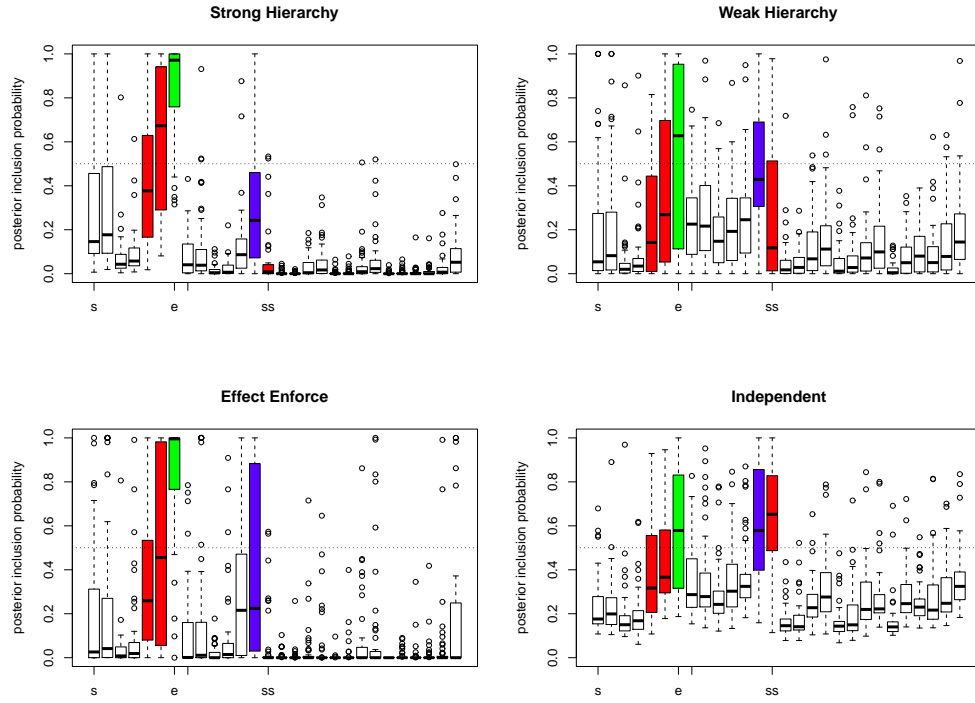 Strong Hierarchy
posterior inclusion probability
1.0
0.8
0.6
0.4
0.2
0.0
s
e
ss
Weak Hierarchy
posterior inclusion probability
1.0
0.8
0.6
0.4
0.2
0.0
s
e
ss
Effect Enforce
posterior inclusion probability
1.0
0.8
0.6
0.4
0.2
0.0
s
e
ss
Independent
posterior inclusion probability
1.0
0.8
0.6
0.4
0.2
0.0
s
e
ss